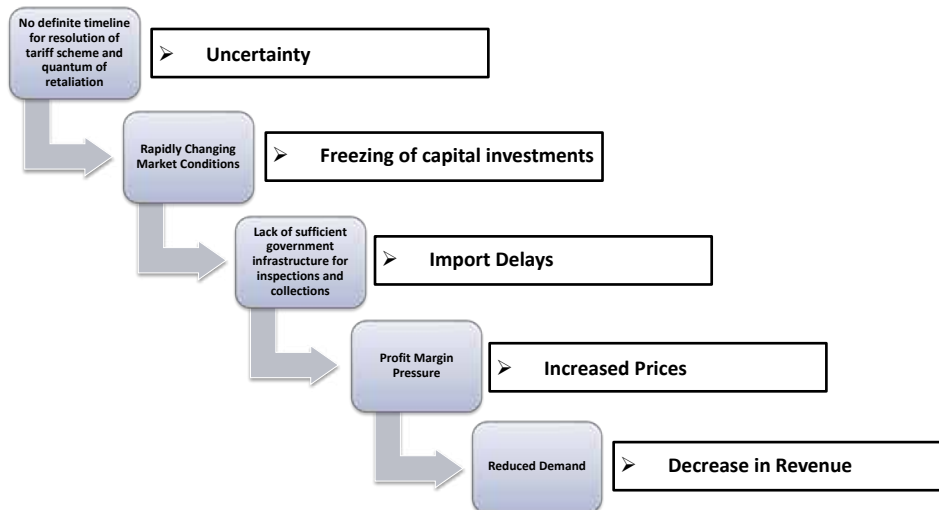 No definite timeline
for resolution of
tariff scheme and
quantum of
retaliation
➢ Uncertainty
Rapidly Changing
Market Conditions
➢ Freezing of capital investments
Lack of sufficient
government
infrastructure for
inspections and
collections
➢ Import Delays
Profit Margin
Pressure
➢ Increased Prices
Reduced Demand
➢ Decrease in Revenue